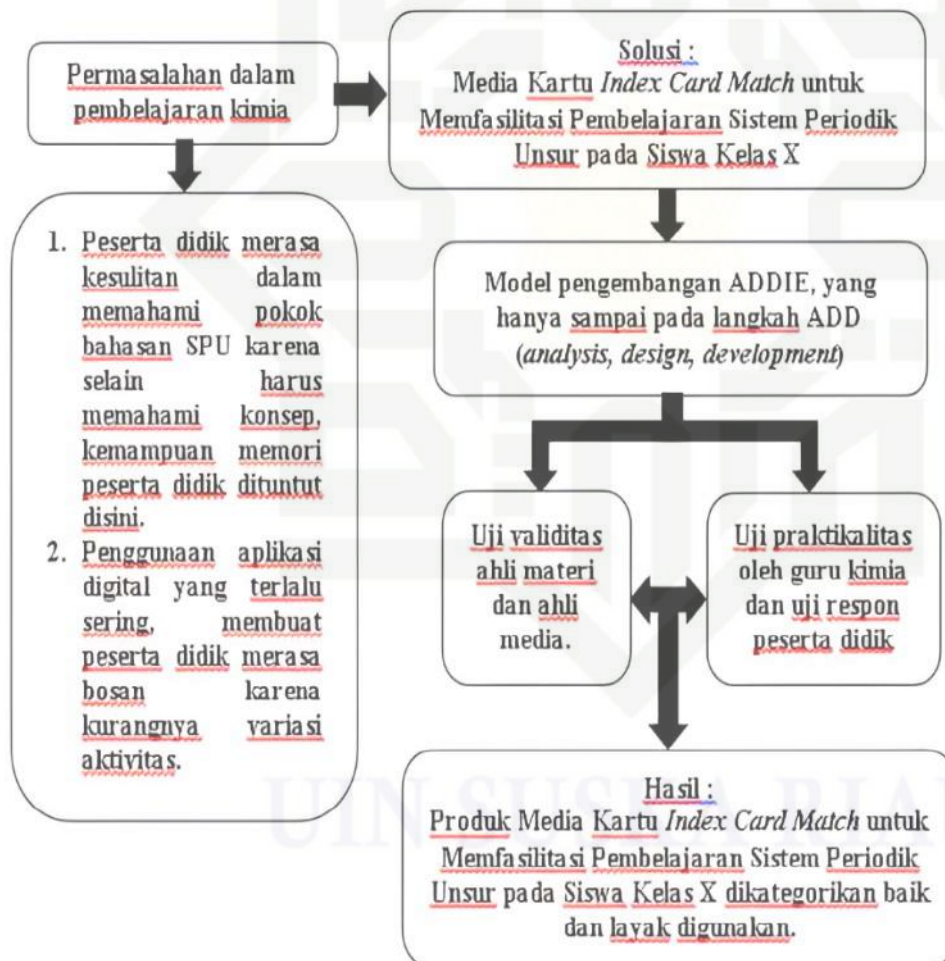 Permasalahan dalam
pembelajaran kimia
Solusi :
Media Kartu Index Card Match untuk
Memfasilitasi Pembelajaran Sistem Periodik
Unsur pada Siswa Kelas X
1. Peserta didik merasa
kesulitan dalam
memahami pokok
bahasan SPU karena
selain harus
memahami konsep,
kemampuan memori
peserta didik dituntut
disini.
2. Penggunaan aplikasi
digital yang terlalu
sering, membuat
peserta didik merasa
bosan karena
kurangnya variasi
aktivitas.
Model pengembangan ADDIE, yang
hanya sampai pada langkah ADD
(analysis, design, development)
Uji validitas
ahli materi
dan ahli
media.
Uji praktikalitas
oleh guru kimia
dan uji respon
peserta didik
Hasil :
Produk Media Kartu Index Card Match untuk
Memfasilitasi Pembelajaran Sistem Periodik
Unsur pada Siswa Kelas X dikategorikan baik
dan layak digunakan.
UIN SUSKA RIA